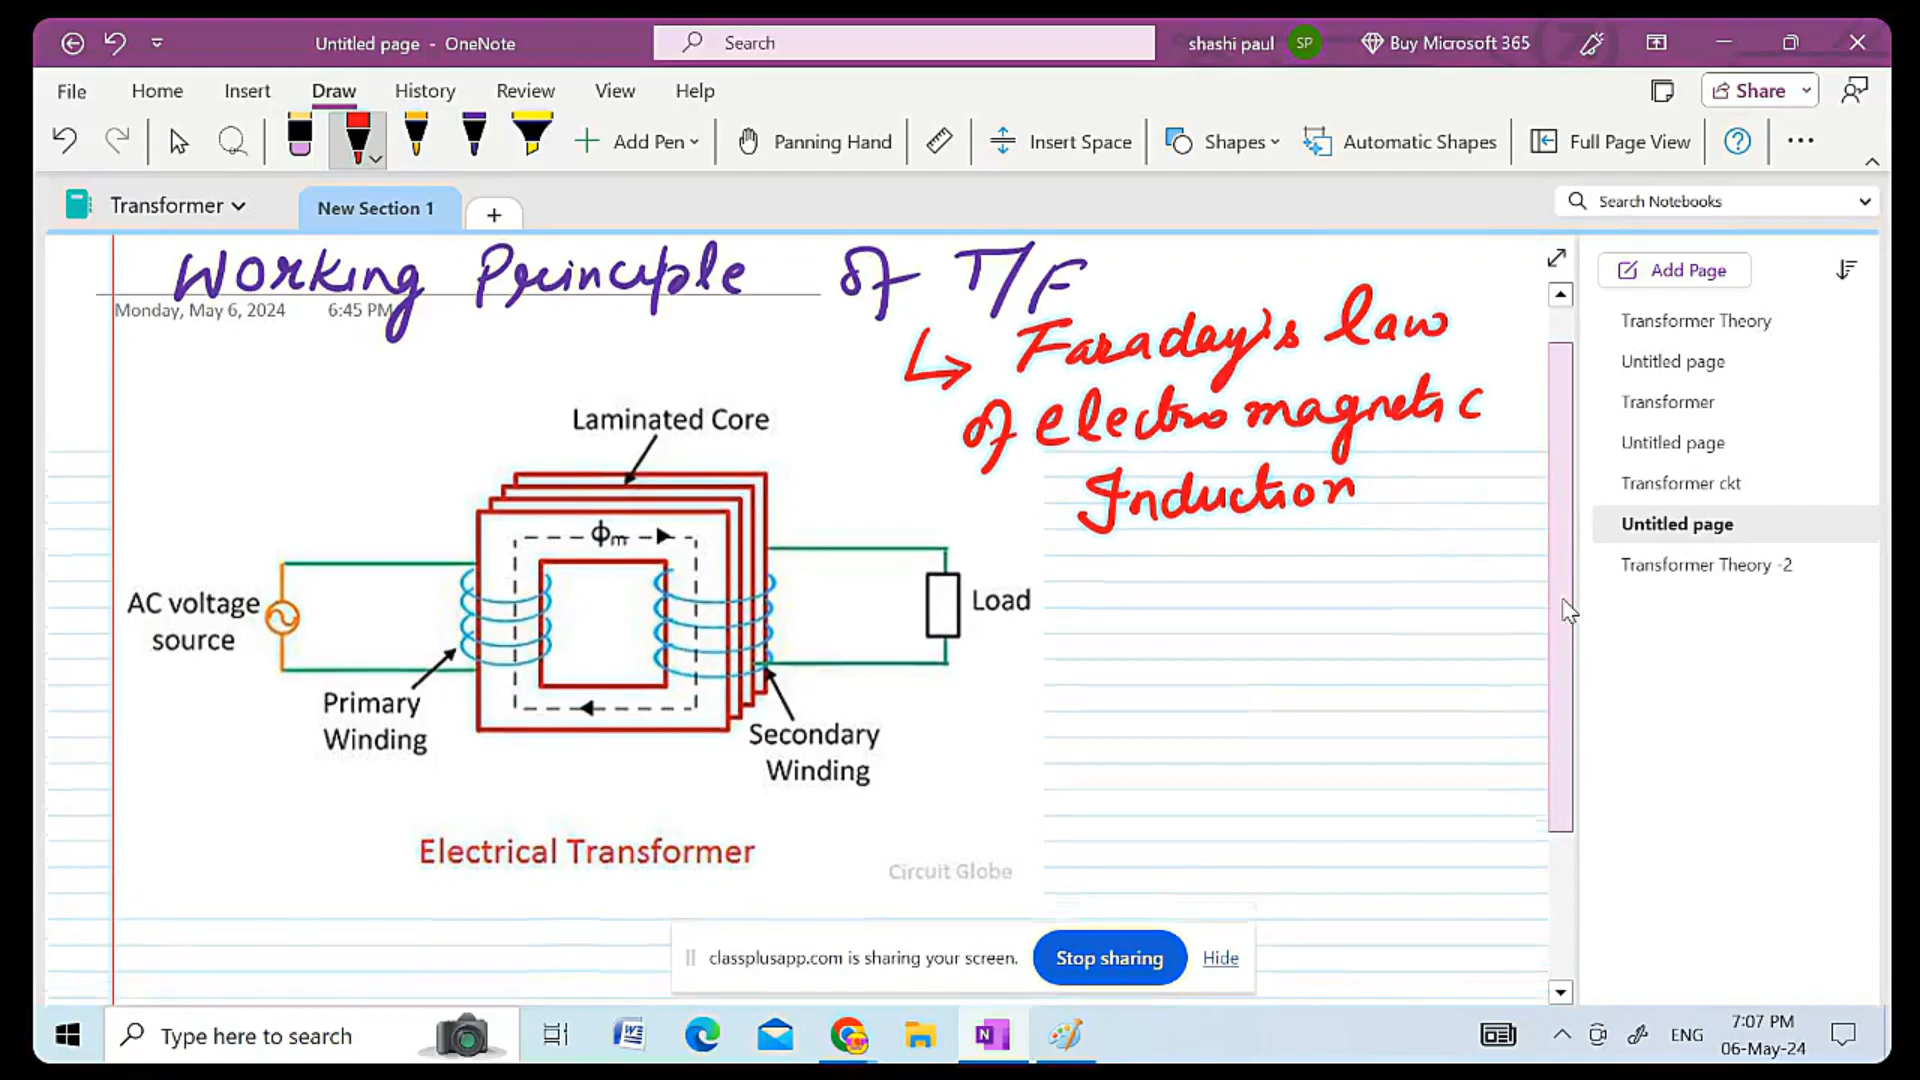 Untitled page - OneNote
Search
shashi paul SP
Buy Microsoft 365
File Home Insert Draw History Review View Help
Share
Add Pen
Panning Hand
Insert Space
Shapes
Automatic Shapes
Full Page View
Transformer
New Section 1
Search Notebooks
Working Principle of T/F
Monday, May 6, 2024 6:45 PM
Faraday's law
of electromagnetic
Induction
Laminated Core
ϕm
AC voltage
source
Load
Primary
Winding
Secondary
Winding
Electrical Transformer
Circuit Globe
Add Page
Transformer Theory
Untitled page
Transformer
Untitled page
Transformer ckt
Untitled page
Transformer Theory -2
classplusapp.com is sharing your screen.
Stop sharing
Hide
Type here to search
ENG
7:07 PM
06-May-24